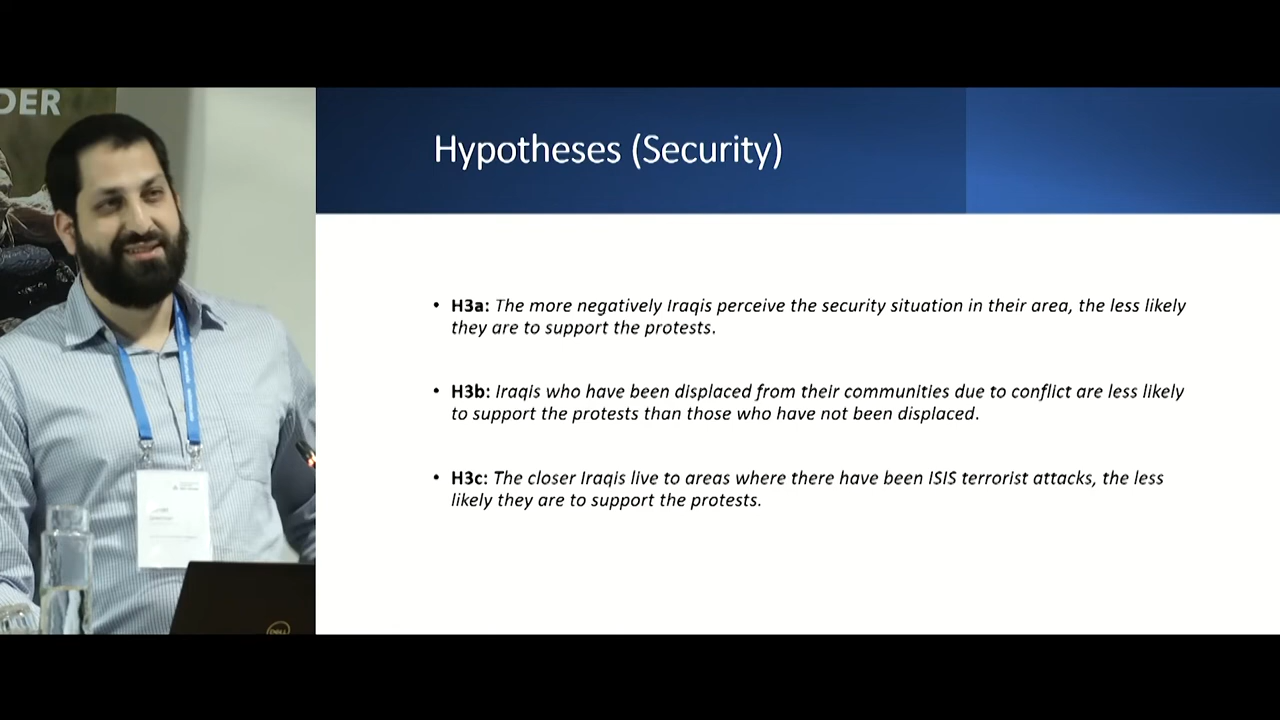 DER
Hypotheses (Security)
• H3a: The more negatively Iraqis perceive the security situation in their area, the less likely
they are to support the protests.
• H3b: Iraqis who have been displaced from their communities due to conflict are less likely
to support the protests than those who have not been displaced.
• H3c: The closer Iraqis live to areas where there have been ISIS terrorist attacks, the less
likely they are to support the protests.
DELL